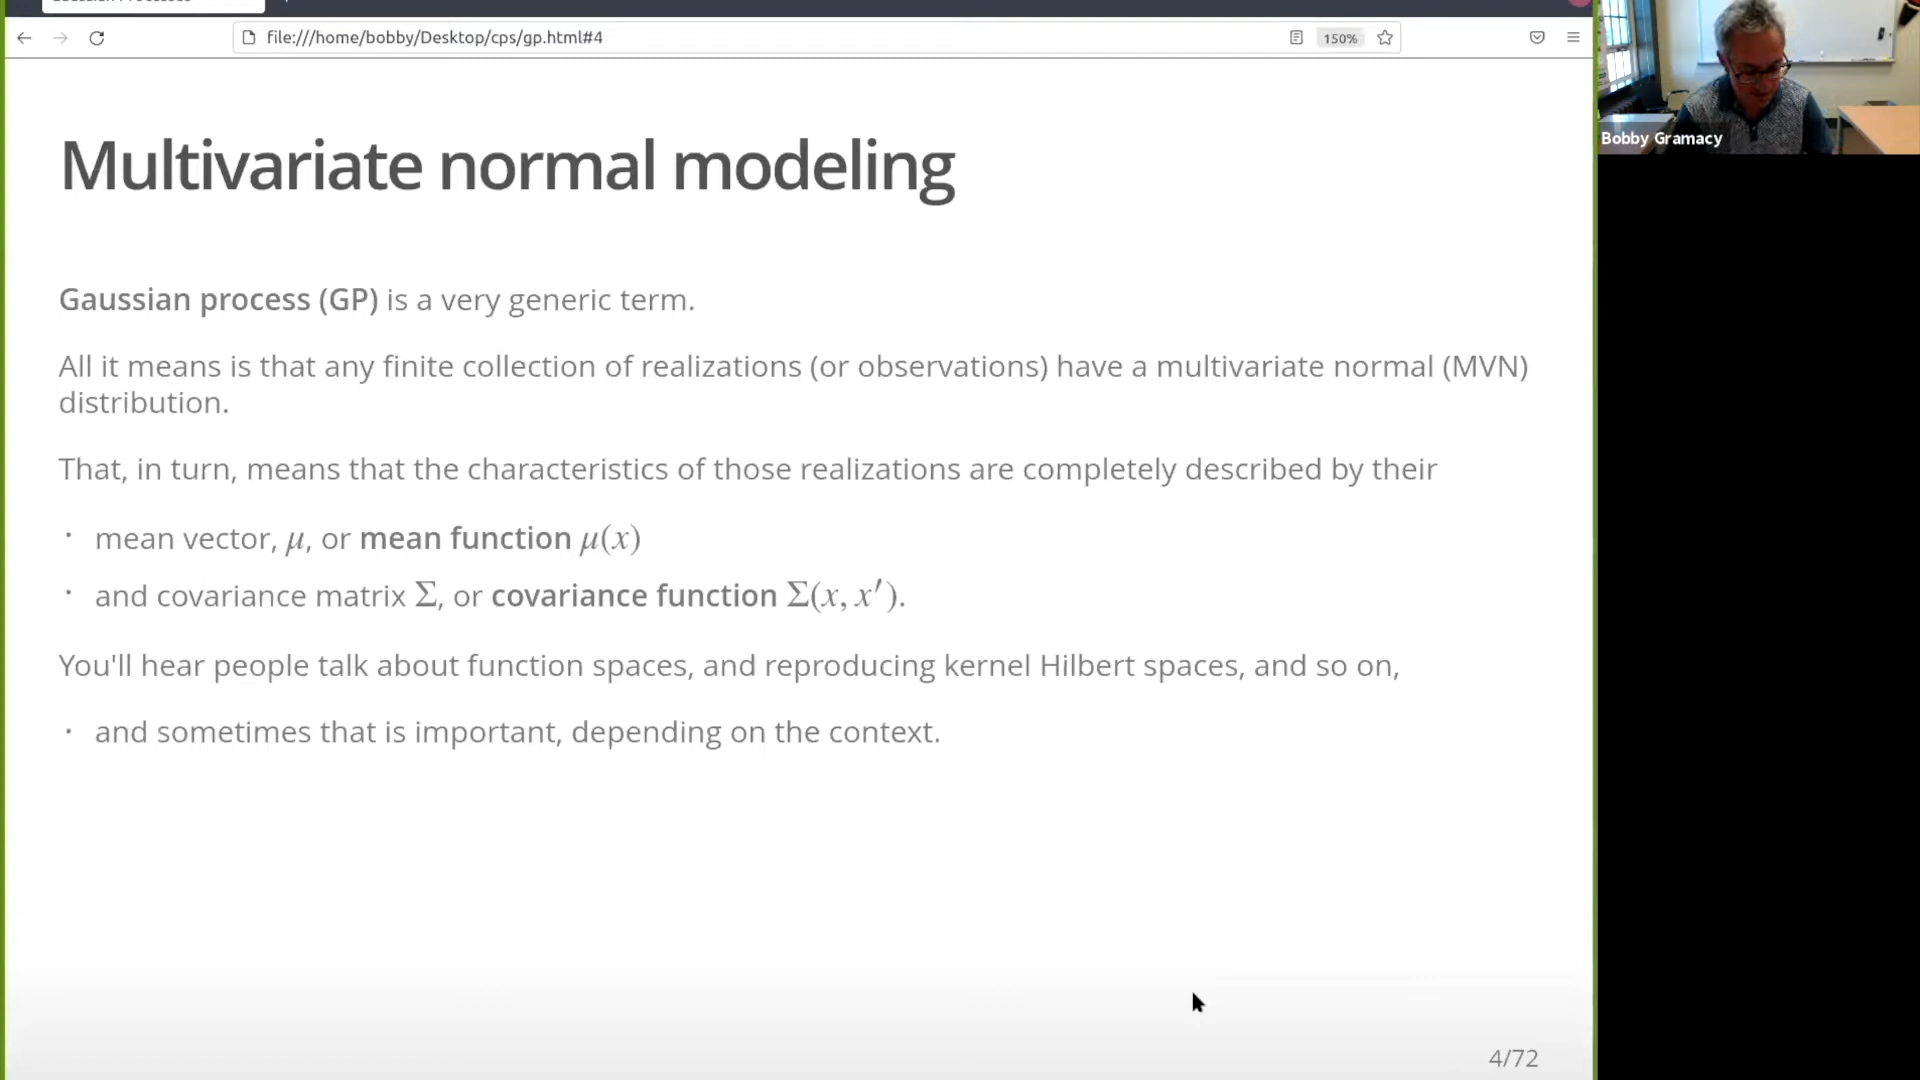 file:///home/bobby/Desktop/cps/gp.html#4
150%
Bobby Gramacy
Multivariate normal modeling
Gaussian process (GP) is a very generic term.
All it means is that any finite collection of realizations (or observations) have a multivariate normal (MVN)
distribution.
That, in turn, means that the characteristics of those realizations are completely described by their
· mean vector, μ, or mean function μ(x)
· and covariance matrix Σ, or covariance function Σ(x, x′).
You'll hear people talk about function spaces, and reproducing kernel Hilbert spaces, and so on,
· and sometimes that is important, depending on the context.
4/72